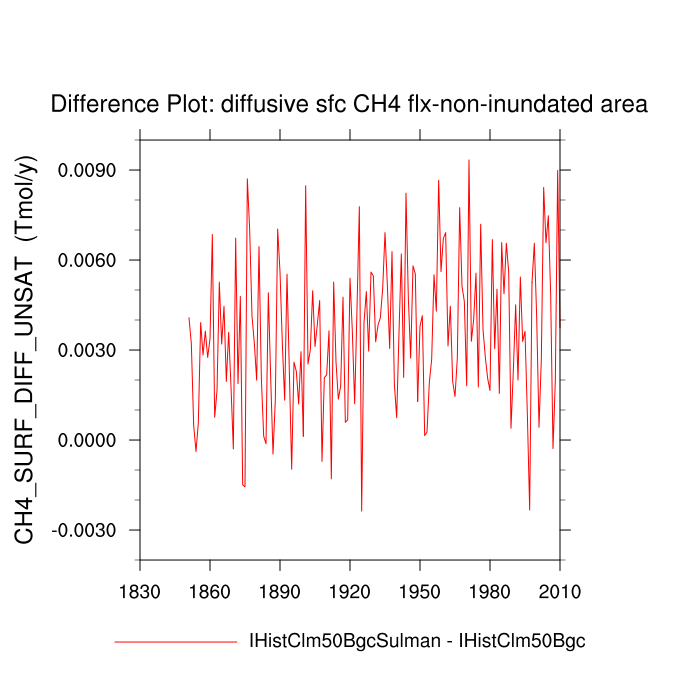 Difference Plot: diffusive sfc CH4 flx-non-inundated area
CH4_SURF_DIFF_UNSAT (Tmol/y)
0.0090
0.0060
0.0030
0.0000
-0.0030
1830 1860 1890 1920 1950 1980 2010
IHistClm50BgcSulman - IHistClm50Bgc